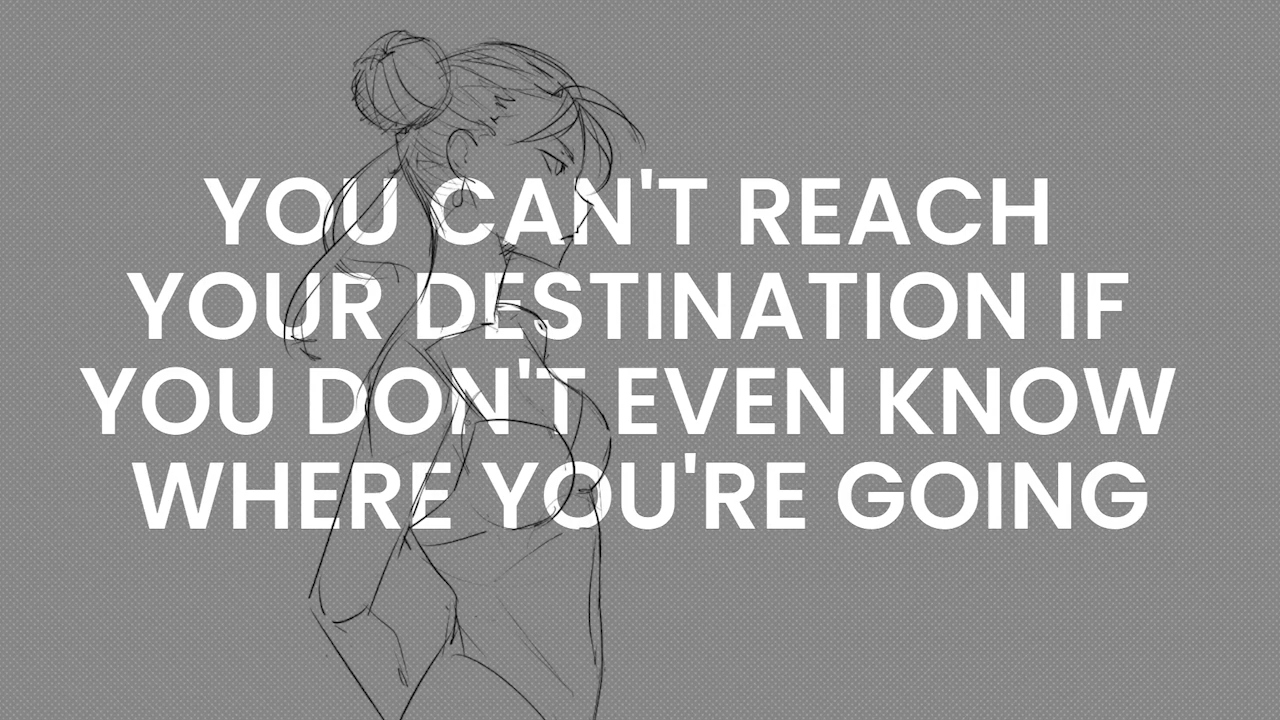 YOU CAN'T REACH
YOUR DESTINATION IF
YOU DON'T EVEN KNOW
WHERE YOU'RE GOING